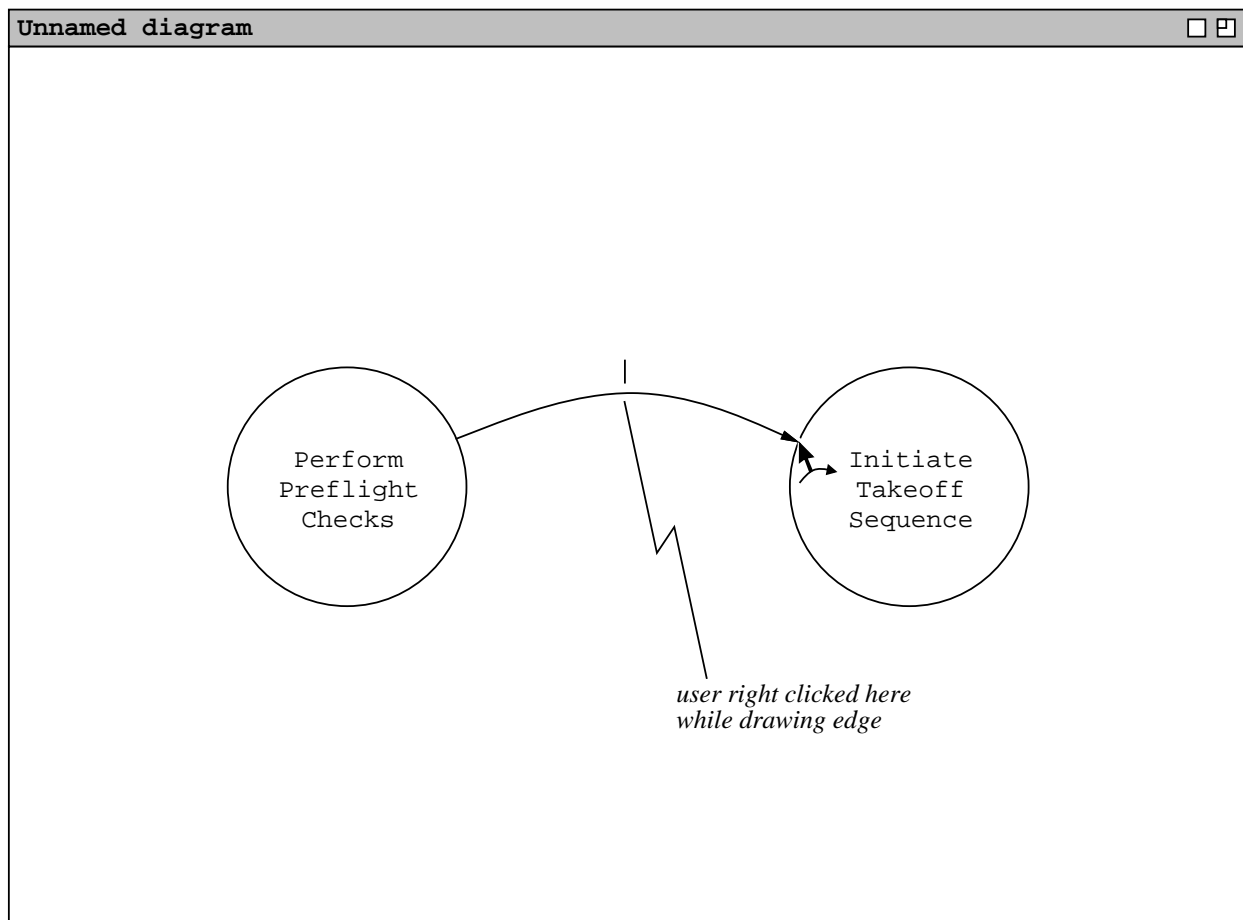 Unnamed diagram
Perform
Preflight
Checks
Initiate
Takeoff
Sequence
user right clicked here
while drawing edge